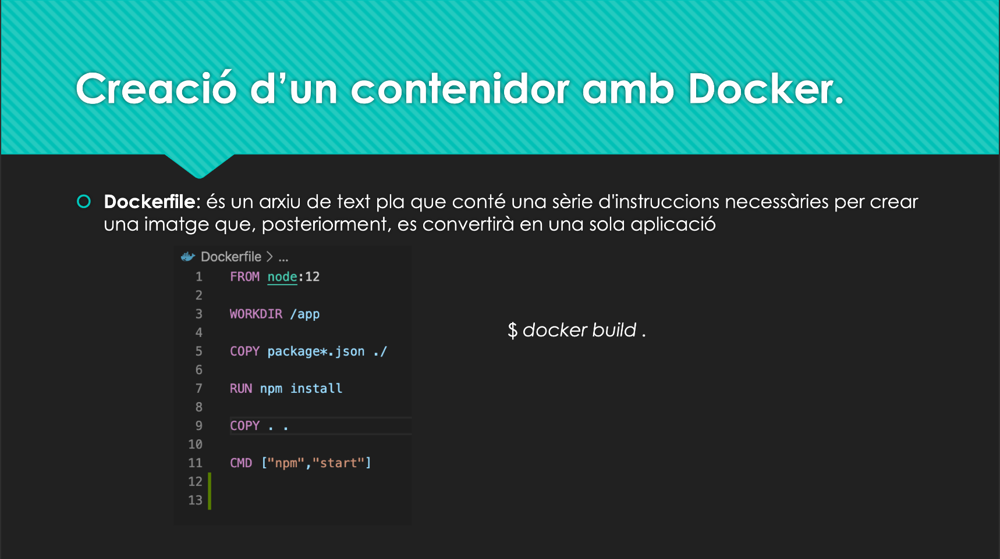 Creació d’un contenidor amb Docker.
Dockerfile: és un arxiu de text pla que conté una sèrie d'instruccions necessàries per crear
una imatge que, posteriorment, es convertirà en una sola aplicació
Dockerfile > ...
1 FROM node:12
2
3 WORKDIR /app
4
5 COPY package*.json ./
6
7 RUN npm install
8
9 COPY . .
10
11 CMD ["npm","start"]
12
13
$ docker build .